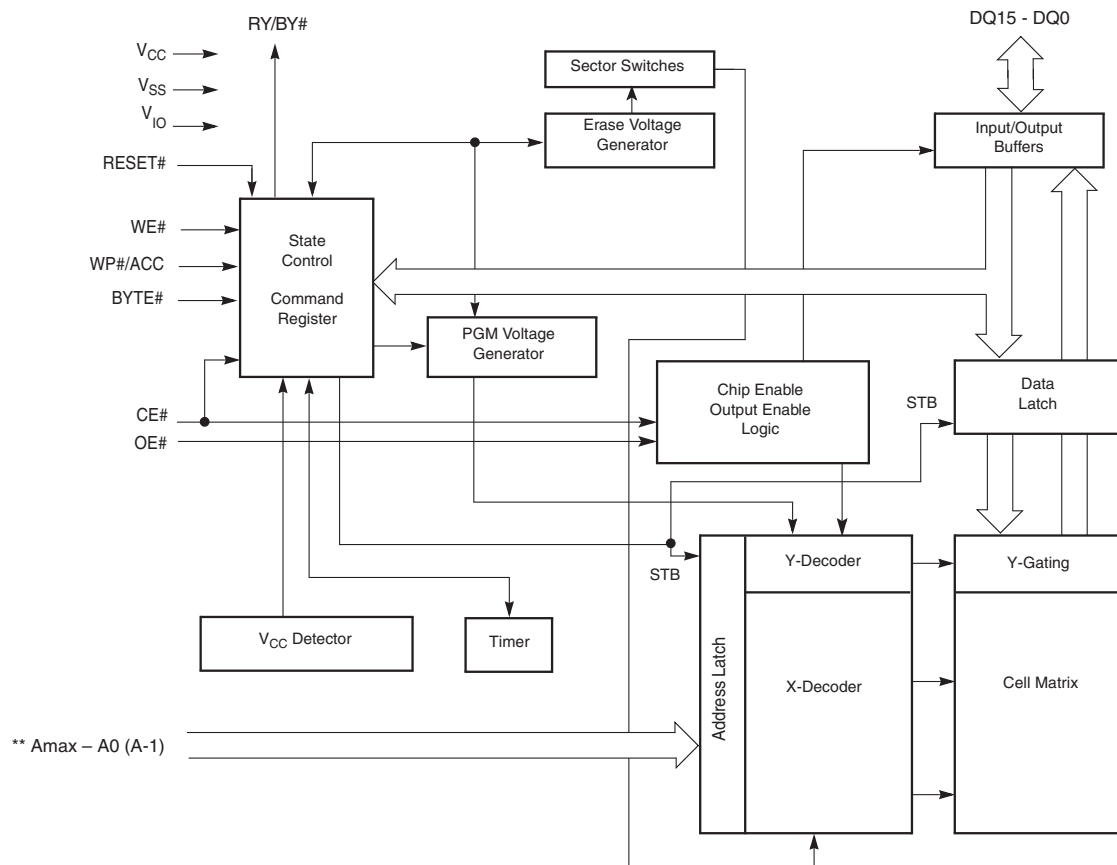 RY/BY#
DQ15 - DQ0
VCC
VSS
VIO
RESET#
WE#
WP#/ACC
BYTE#
CE#
OE#
Sector Switches
Erase Voltage
Generator
Input/Output
Buffers
State
Control
Command
Register
PGM Voltage
Generator
Chip Enable
Output Enable
Logic
STB
Data
Latch
STB
Address Latch
Y-Decoder
Y-Gating
VCC Detector
Timer
X-Decoder
Cell Matrix
** Amax – A0 (A-1)